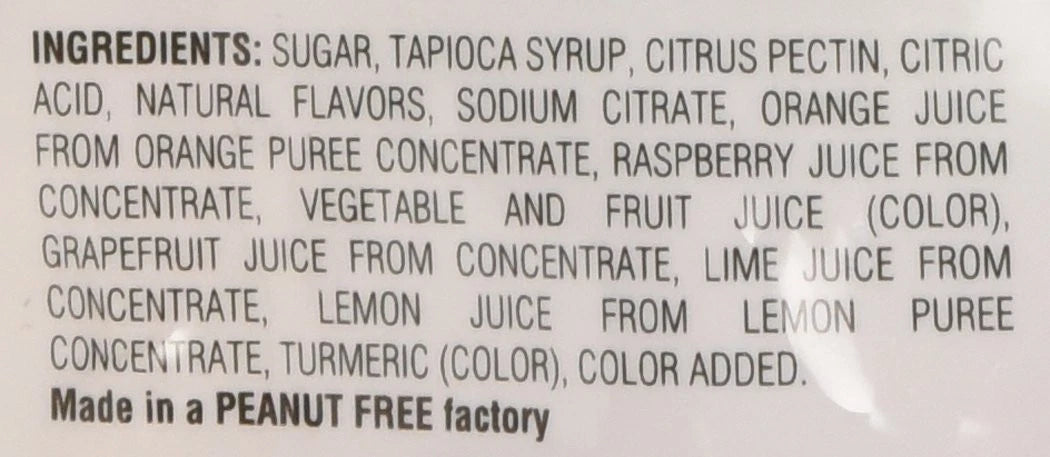 INGREDIENTS: SUGAR, TAPIOCA SYRUP, CITRUS PECTIN, CITRIC
ACID, NATURAL FLAVORS, SODIUM CITRATE, ORANGE JUICE
FROM ORANGE PUREE CONCENTRATE, RASPBERRY JUICE FROM
CONCENTRATE, VEGETABLE AND FRUIT JUICE (COLOR),
GRAPEFRUIT JUICE FROM CONCENTRATE, LIME JUICE FROM
CONCENTRATE, LEMON JUICE FROM LEMON PUREE
CONCENTRATE, TURMERIC (COLOR), COLOR ADDED.
Made in a PEANUT FREE factory